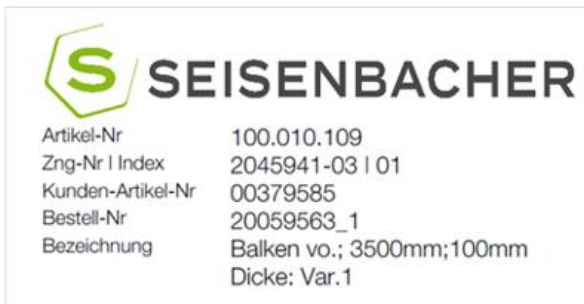 S SEISENBACHER
Artikel-Nr 100.010.109
Zng-Nr | Index 2045941-03 | 01
Kunden-Artikel-Nr 00379585
Bestell-Nr 20059563_1
Bezeichnung Balken vo.; 3500mm;100mm
Dicke: Var.1